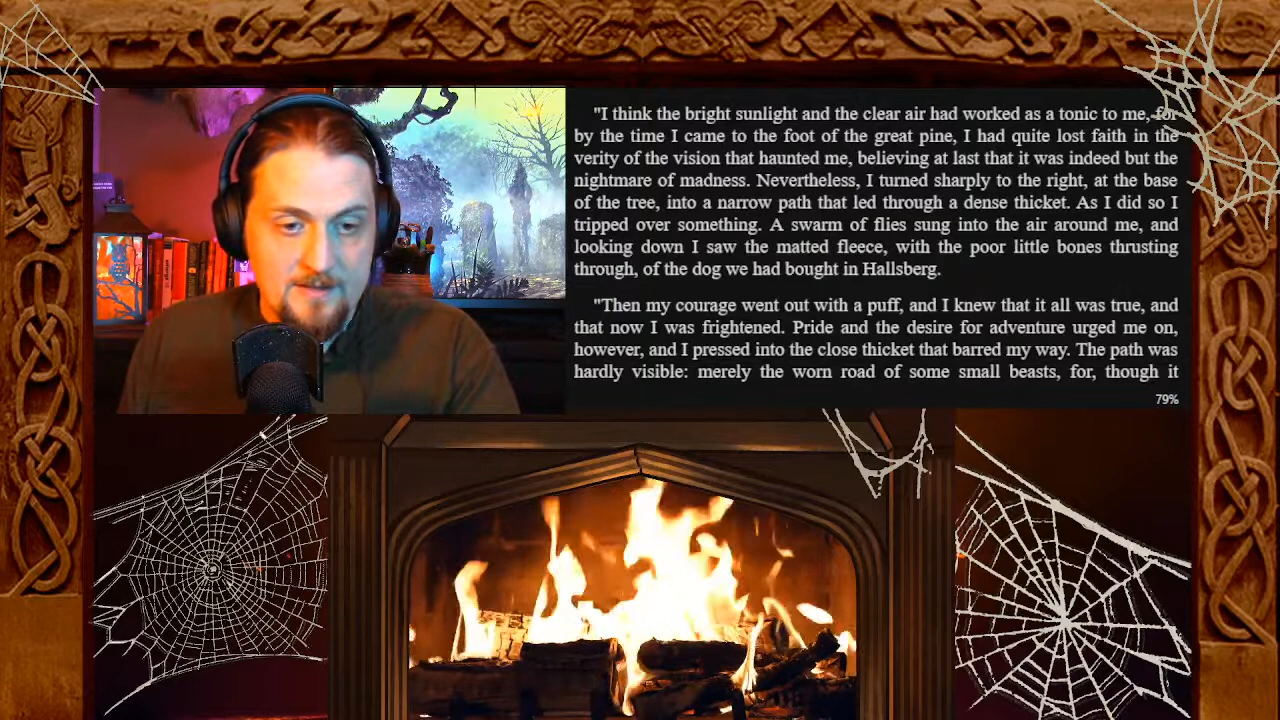 "I think the bright sunlight and the clear air had worked as a tonic to me, for
by the time I came to the foot of the great pine, I had quite lost faith in the
verity of the vision that haunted me, believing at last that it was indeed but the
nightmare of madness. Nevertheless, I turned sharply to the right, at the base
of the tree, into a narrow path that led through a dense thicket. As I did so I
tripped over something. A swarm of flies sung into the air around me, and
looking down I saw the matted fleece, with the poor little bones thrusting
through, of the dog we had bought in Hallsberg.
"Then my courage went out with a puff, and I knew that it all was true, and
that now I was frightened. Pride and the desire for adventure urged me on,
however, and I pressed into the close thicket that barred my way. The path was
hardly visible: merely the worn road of some small beasts, for, though it
79%